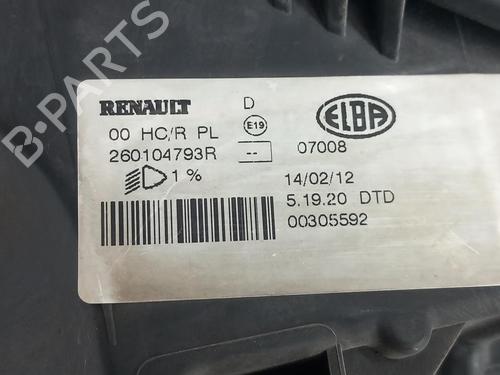 B-PARTS
RENAULT D ELBA
00 HC/R PL E19 07008
260104793R --
1 % 14/02/12
5.19.20 DTD
00305592